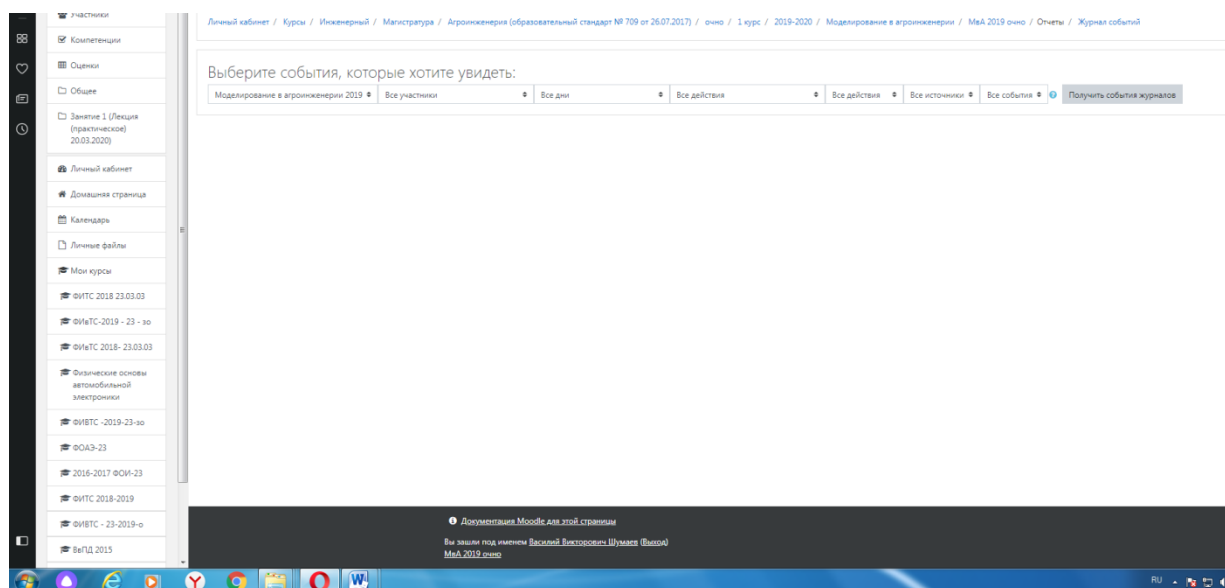 Участники
Компетенции
Оценки
Общее
Занятие 1 (Лекция
(практическое)
20.03.2020)
Личный кабинет
Домашняя страница
Календарь
Личные файлы
Мои курсы
ФИТС 2018 23.03.03
ФИвТС-2019 - 23 - зо
ФИвТС 2018- 23.03.03
Физические основы
автомобильной
электроники
ФИВТС -2019-23-зо
ФОАЭ-23
2016-2017 ФОИ-23
ФИТС 2018-2019
ФИВТС - 23-2019-о
ВвПД 2015
Личный кабинет / Курсы / Инженерный / Магистратура / Агроинженерия (образовательный стандарт № 709 от 26.07.2017) / очно / 1 курс / 2019-2020 / Моделирование в агроинженерии / МвА 2019 очно / Отчеты / Журнал событий
Выберите события, которые хотите увидеть:
Моделирование в агроинженерии 2019 Все участники Все дни Все действия Все действия Все источники Все события Получить события журналов
Документация Moodle для этой страницы
Вы зашли под именем Василий Викторович Шумаев (Выход)
МвА 2019 очно
RU